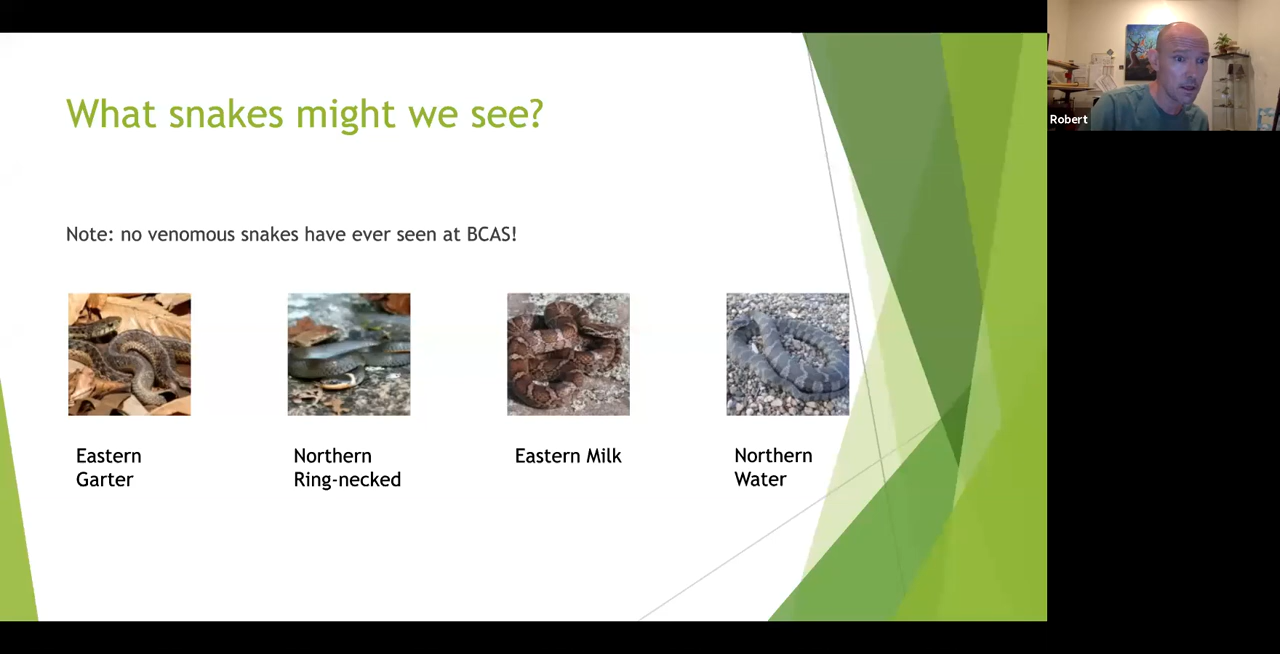 What snakes might we see?
Note: no venomous snakes have ever seen at BCAS!
Eastern
Garter
Northern
Ring-necked
Eastern Milk
Northern
Water
Robert